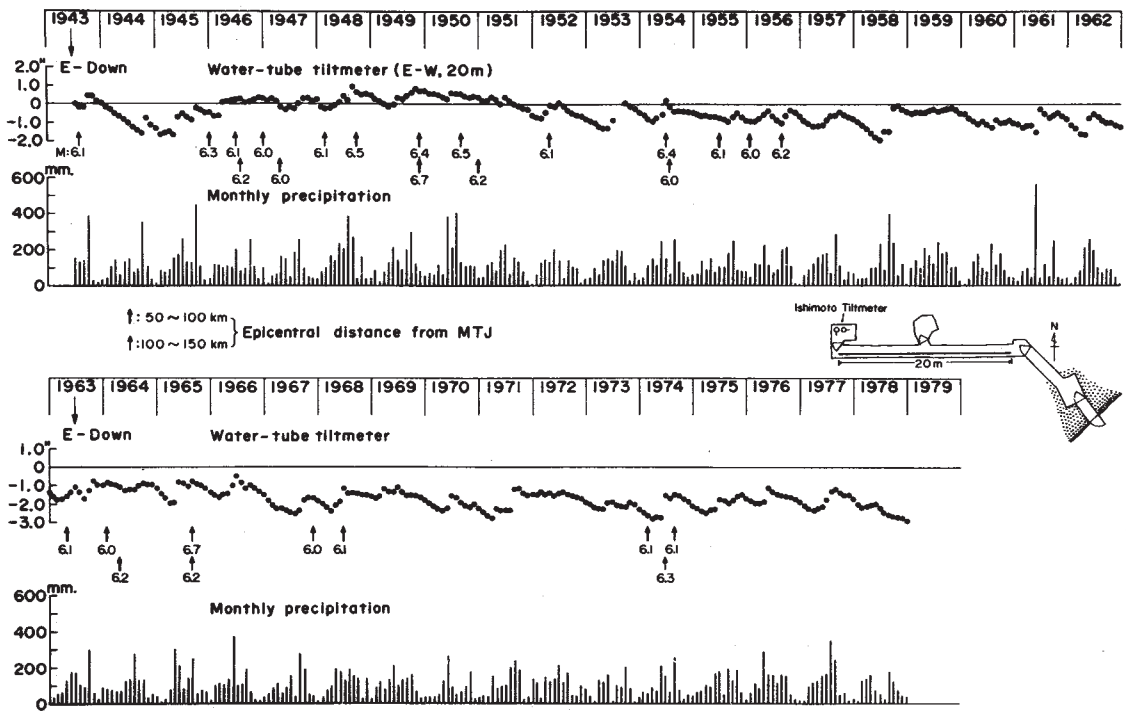 1943 1944 1945 1946 1947 1948 1949 1950 1951 1952 1953 1954 1955 1956 1957 1958 1959 1960 1961 1962
E-Down Water-tube tiltmeter (E-W, 20m)
2.0"
1.0
0
-1.0
-2.0
M:6.1 6.3 6.1 6.0 6.1 6.5 6.4 6.5 6.1 6.4 6.1 6.0 6.2
6.2 6.0 6.7 6.2 6.0
mm.
600
Monthly precipitation
400
200
0
: 50 ~ 100 km
:100 ~ 150 km
Epicentral distance from MTJ
Ishimoto Tiltmeter
N
20m
1963 1964 1965 1966 1967 1968 1969 1970 1971 1972 1973 1974 1975 1976 1977 1978 1979
E-Down Water-tube tiltmeter
1.0"
0
-1.0
-2.0
-3.0
6.1 6.0 6.7 6.0 6.1 6.1 6.1
6.2 6.2 6.3
mm.
600
Monthly precipitation
400
200
0